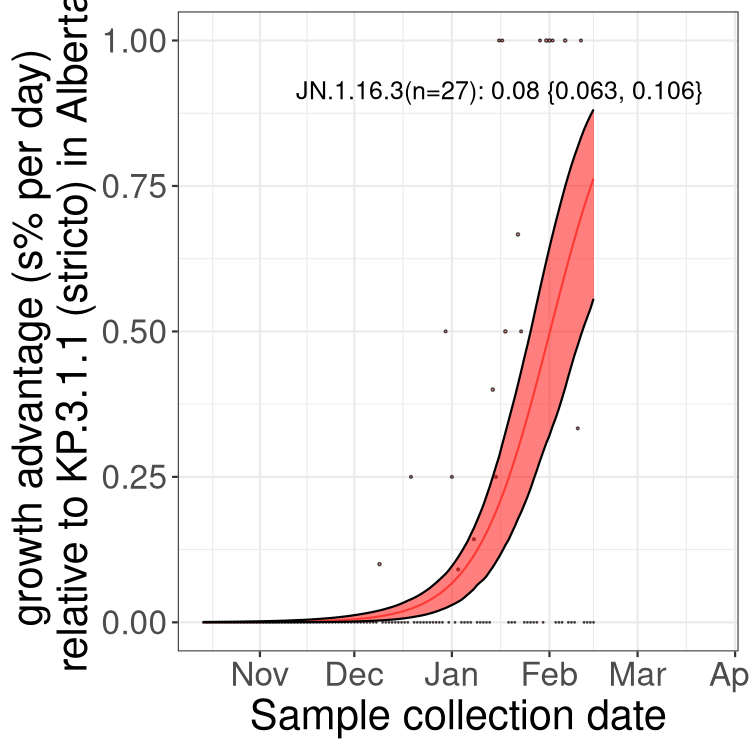 growth advantage (s% per day)
relative to KP.3.1.1 (stricto) in Alberta
1.00
0.75
0.50
0.25
0.00
JN.1.16.3(n=27): 0.08 {0.063, 0.106}
Nov Dec Jan Feb Mar Ap
Sample collection date